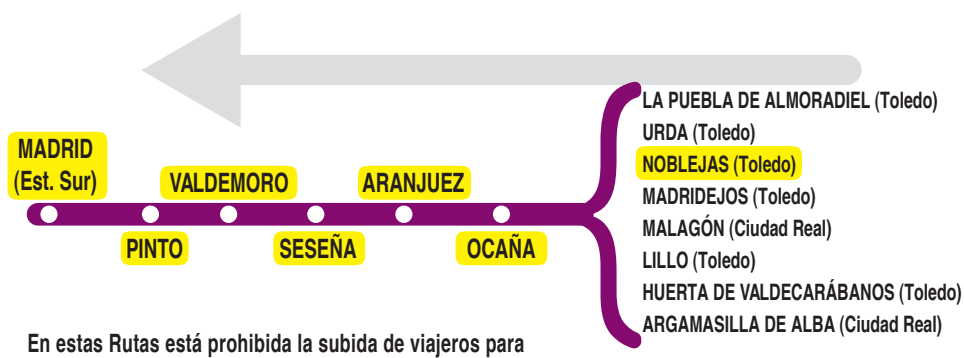 LA PUEBLA DE ALMORADIEL (Toledo)
URDA (Toledo)
NOBLEJAS (Toledo)
MADRIDEJOS (Toledo)
MALAGÓN (Ciudad Real)
LILLO (Toledo)
HUERTA DE VALDECARÁBANOS (Toledo)
ARGAMASILLA DE ALBA (Ciudad Real)
MADRID
(Est. Sur)
VALDEMORO
ARANJUEZ
PINTO
SESEÑA
OCAÑA
En estas Rutas está prohibida la subida de viajeros para